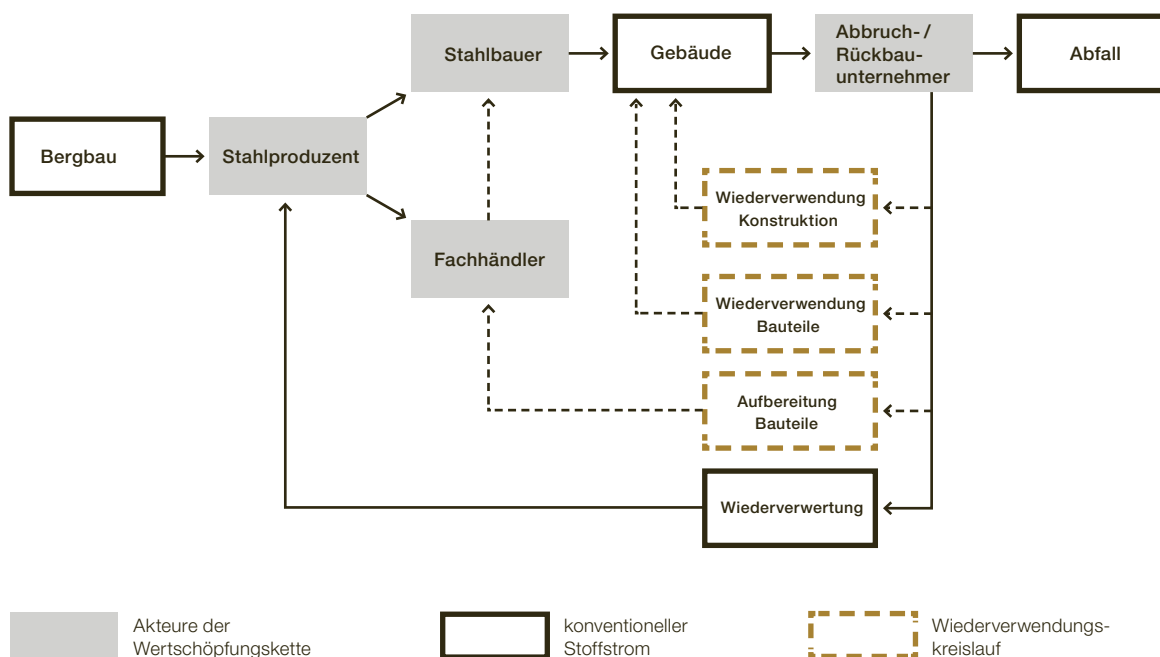 Stahlbauer
Gebäude
Abbruch- /
Rückbau-
unternehmer
Abfall
Bergbau
Stahlproduzent
Wiederverwendung
Konstruktion
Fachhändler
Wiederverwendung
Bauteile
Aufbereitung
Bauteile
Wiederverwertung
Akteure der
Wertschöpfungskette
konventioneller
Stoffstrom
Wiederverwendungs-
kreislauf